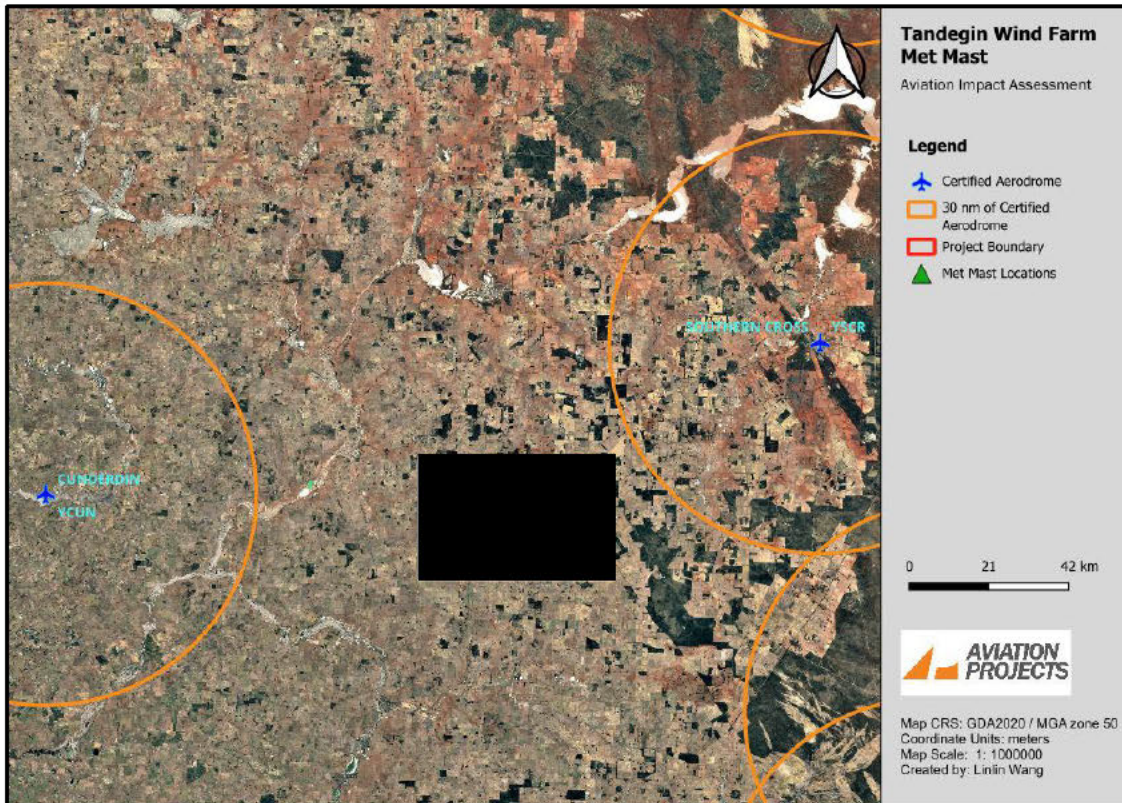 Tandegin Wind Farm
Met Mast
Aviation Impact Assessment
Legend
Certified Aerodrome
30 nm of Certified
Aerodrome
Project Boundary
Met Mast Locations
SOUTHERN CROSS YSCR
CUNDERDIN
YCUN
0 21 42 km
AVIATION
PROJECTS
Map CRS: GDA2020 / MGA zone 50
Coordinate Units: meters
Map Scale: 1: 1000000
Created by: Linlin Wang